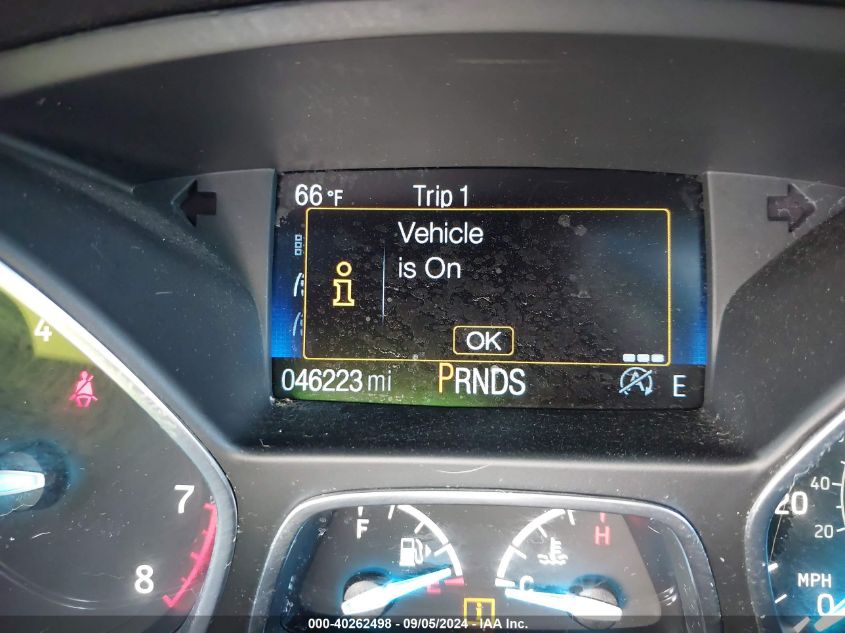 66°F Trip 1
Vehicle
is On
OK
046223 mi PRNDS E
4
7
8
F H
E C
40
20
20
MPH
0
000-40262498 - 09/05/2024 - IAA Inc.